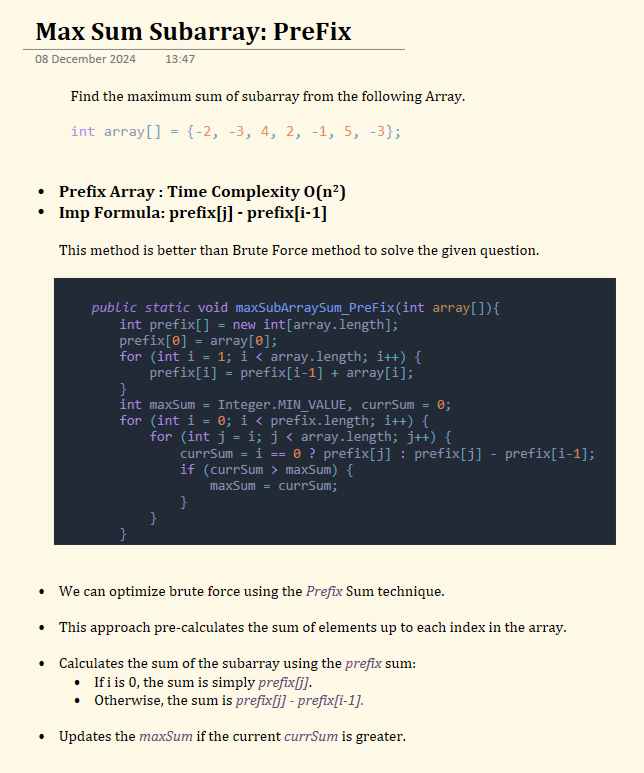 Max Sum Subarray: PreFix
08 December 2024 13:47
Find the maximum sum of subarray from the following Array.
int array[] = {-2, -3, 4, 2, -1, 5, -3};
• Prefix Array : Time Complexity O(n²)
• Imp Formula: prefix[j] - prefix[i-1]
This method is better than Brute Force method to solve the given question.
public static void maxSubArraySum_PreFix(int array[]){
int prefix[] = new int[array.length];
prefix[0] = array[0];
for (int i = 1; i < array.length; i++) {
prefix[i] = prefix[i-1] + array[i];
}
int maxSum = Integer.MIN_VALUE, currSum = 0;
for (int i = 0; i < prefix.length; i++) {
for (int j = i; j < array.length; j++) {
currSum = i == 0 ? prefix[j] : prefix[j] - prefix[i-1];
if (currSum > maxSum) {
maxSum = currSum;
}
}
}
• We can optimize brute force using the Prefix Sum technique.
• This approach pre-calculates the sum of elements up to each index in the array.
• Calculates the sum of the subarray using the prefix sum:
• If i is 0, the sum is simply prefix[j].
• Otherwise, the sum is prefix[j] - prefix[i-1].
• Updates the maxSum if the current currSum is greater.